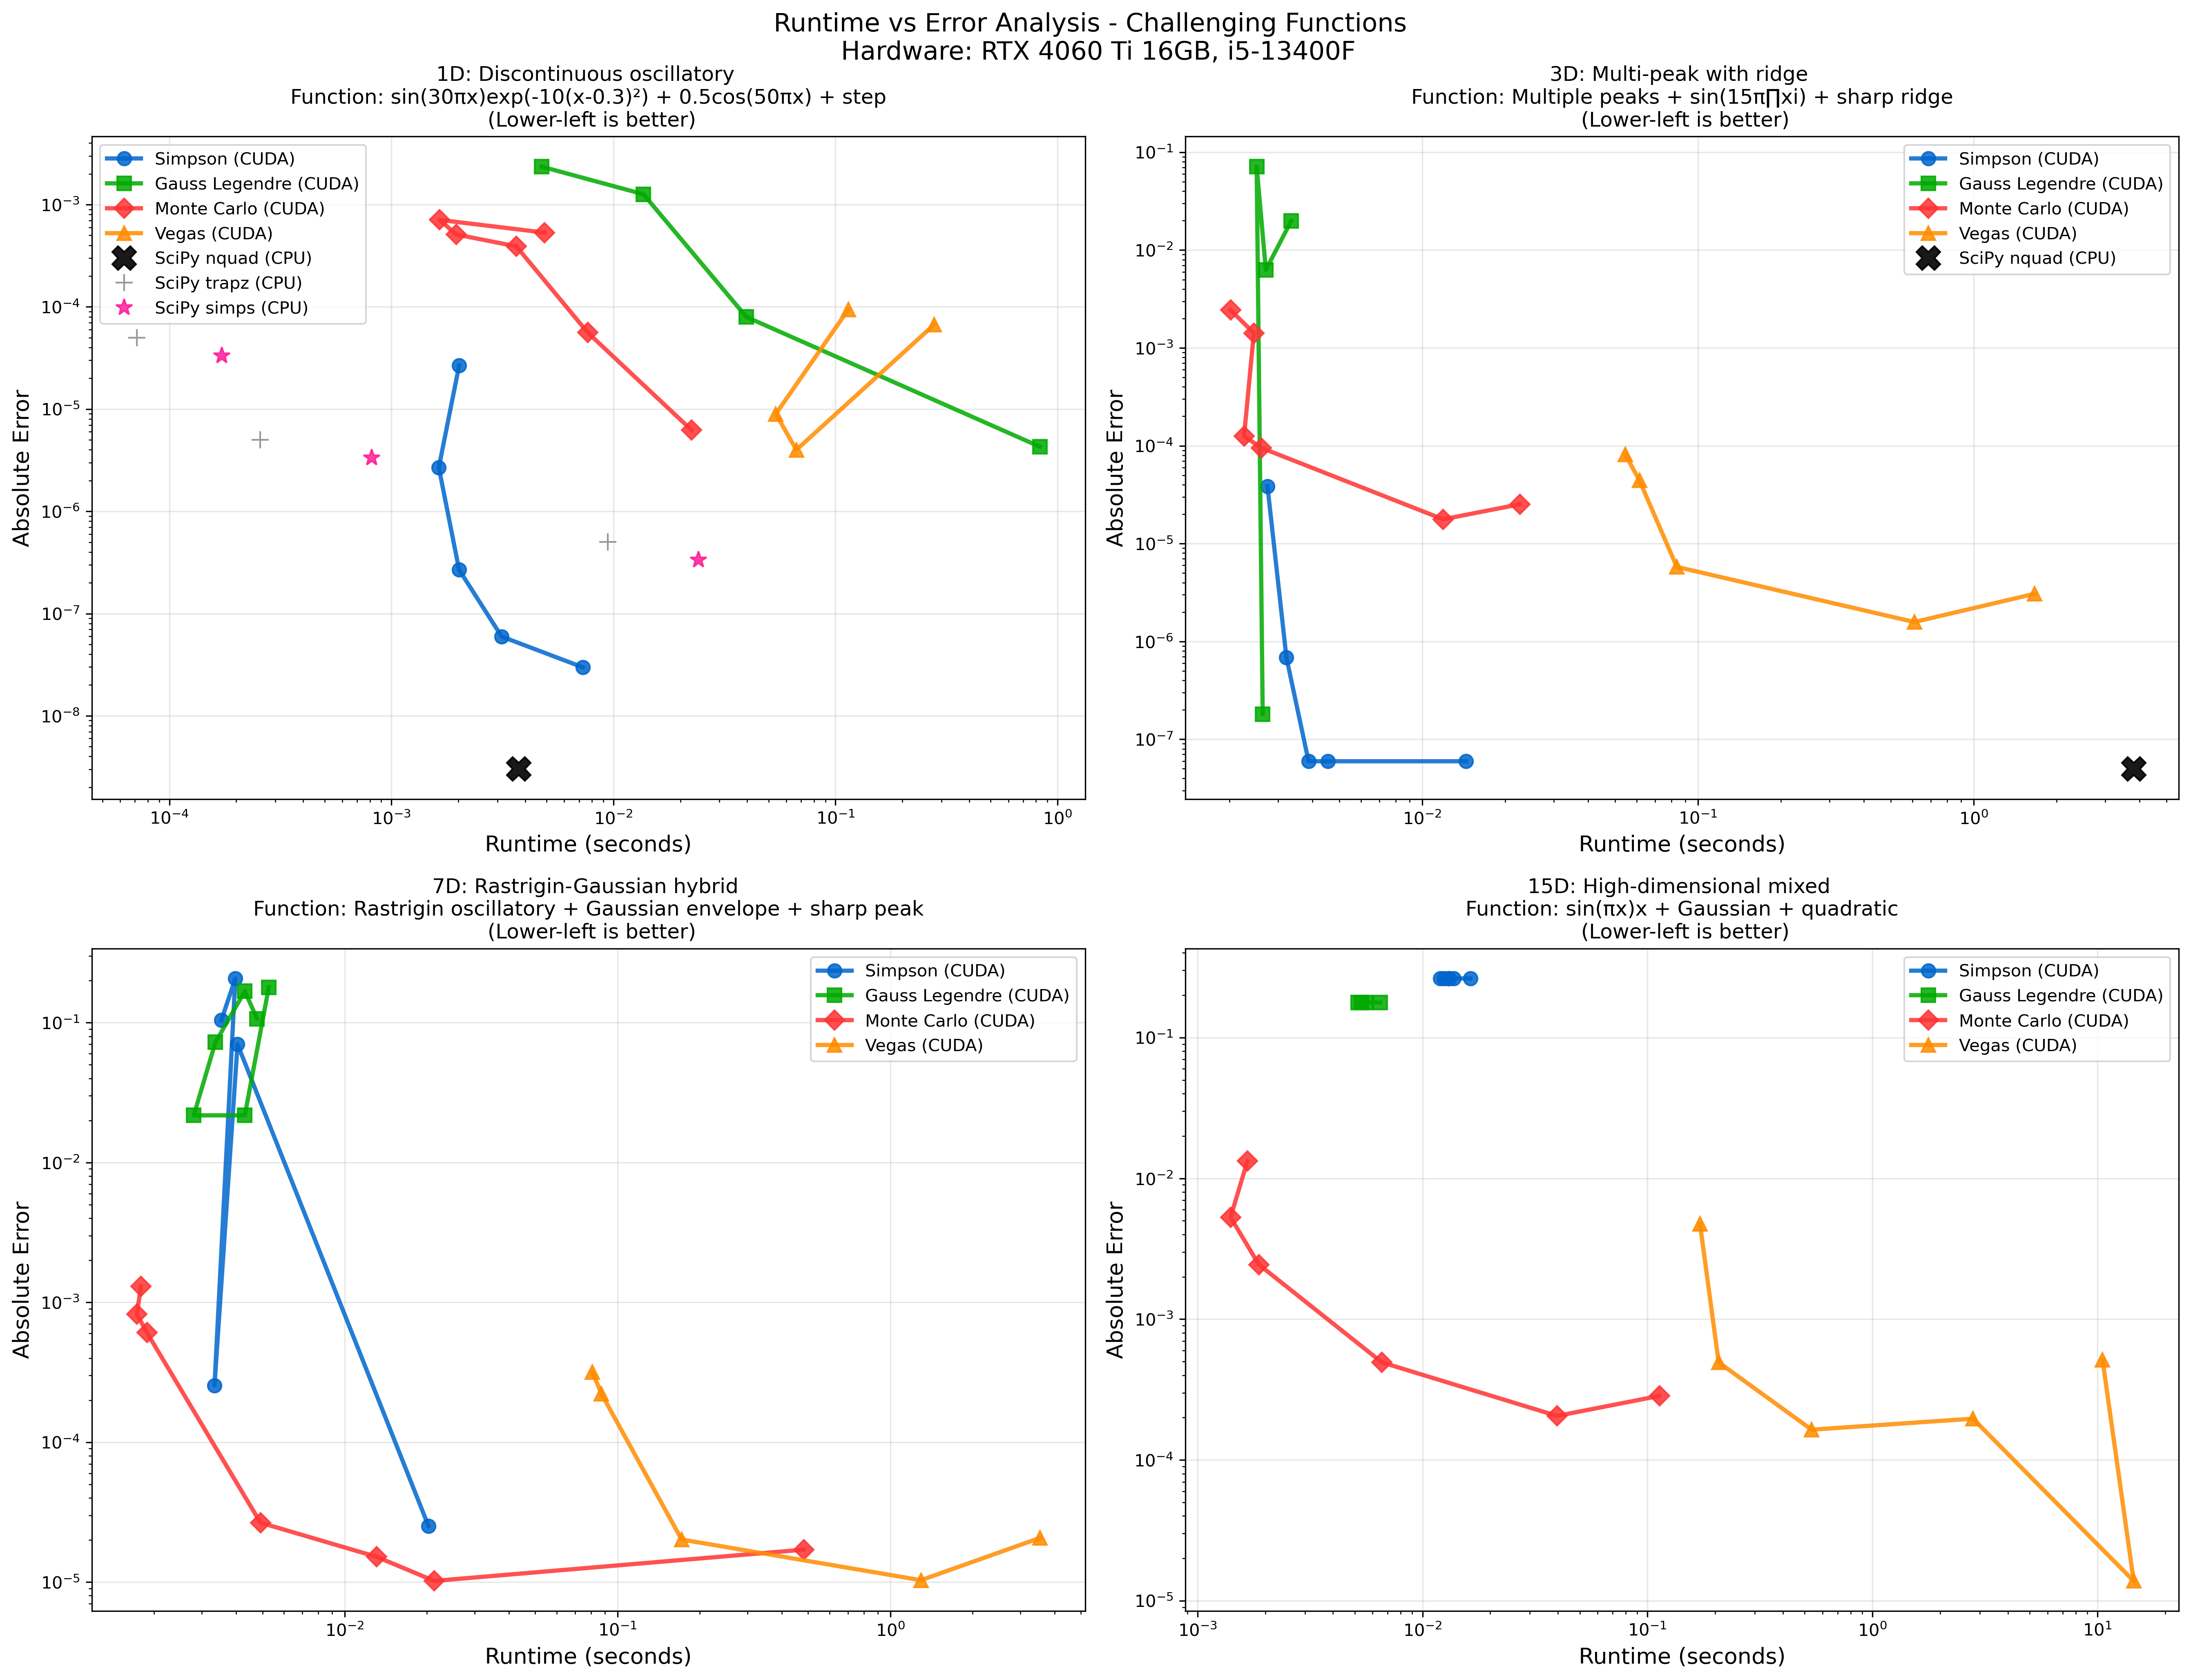 Runtime vs Error Analysis - Challenging Functions
Hardware: RTX 4060 Ti 16GB, i5-13400F
1D: Discontinuous oscillatory
Function: sin(30πx)exp(-10(x-0.3)²) + 0.5cos(50πx) + step
(Lower-left is better)
Simpson (CUDA)
Gauss Legendre (CUDA)
Monte Carlo (CUDA)
Vegas (CUDA)
SciPy nquad (CPU)
SciPy trapz (CPU)
SciPy simps (CPU)
Absolute Error
10⁻³
10⁻⁴
10⁻⁵
10⁻⁶
10⁻⁷
10⁻⁸
10⁻⁴ 10⁻³ 10⁻² 10⁻¹ 10⁰
Runtime (seconds)
3D: Multi-peak with ridge
Function: Multiple peaks + sin(15π∏xi) + sharp ridge
(Lower-left is better)
Simpson (CUDA)
Gauss Legendre (CUDA)
Monte Carlo (CUDA)
Vegas (CUDA)
SciPy nquad (CPU)
Absolute Error
10⁻¹
10⁻²
10⁻³
10⁻⁴
10⁻⁵
10⁻⁶
10⁻⁷
10⁻² 10⁻¹ 10⁰
Runtime (seconds)
7D: Rastrigin-Gaussian hybrid
Function: Rastrigin oscillatory + Gaussian envelope + sharp peak
(Lower-left is better)
Simpson (CUDA)
Gauss Legendre (CUDA)
Monte Carlo (CUDA)
Vegas (CUDA)
Absolute Error
10⁻¹
10⁻²
10⁻³
10⁻⁴
10⁻⁵
10⁻² 10⁻¹ 10⁰
Runtime (seconds)
15D: High-dimensional mixed
Function: sin(πx)x + Gaussian + quadratic
(Lower-left is better)
Simpson (CUDA)
Gauss Legendre (CUDA)
Monte Carlo (CUDA)
Vegas (CUDA)
Absolute Error
10⁻¹
10⁻²
10⁻³
10⁻⁴
10⁻⁵
10⁻³ 10⁻² 10⁻¹ 10⁰ 10¹
Runtime (seconds)